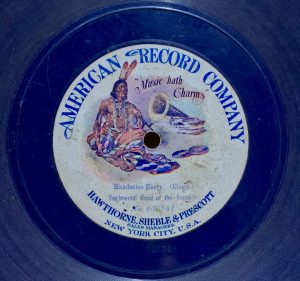 AMERICAN RECORD COMPANY
"Music hath
Charms"
Handsome Harry. (Clogs)
Regimental Band of the Republic
HAWTHORNE, SHEBLE & PRESCOTT
SALES MANAGERS
NEW YORK CITY, U.S.A.